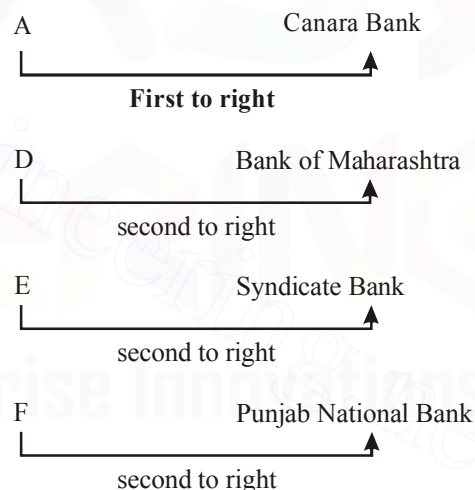 A Canara Bank
First to right
D Bank of Maharashtra
second to right
E Syndicate Bank
second to right
F Punjab National Bank
second to right